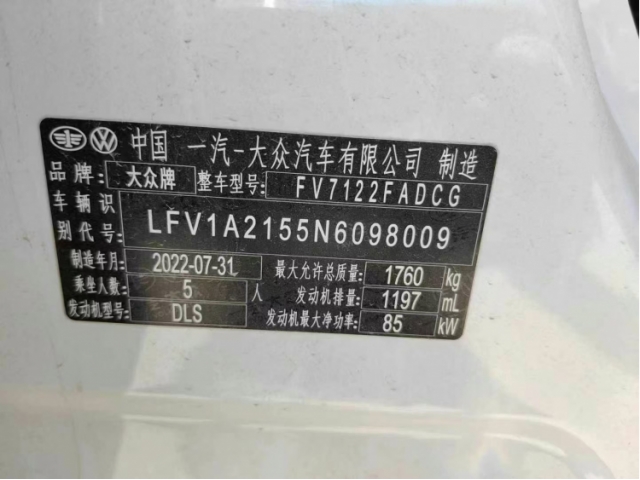 中国 一汽-大众汽车有限公司 制造
品牌: 大众牌 整车型号: FV7122FADCG
车辆识别代号: LFV1A2155N6098009
制造年月: 2022-07-31 最大允许总质量: 1760 kg
乘坐人数: 5 人 发动机排量: 1197 mL
发动机型号: DLS 发动机最大净功率: 85 kW